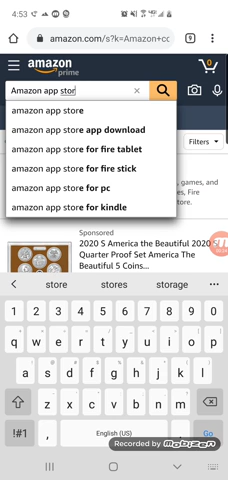 4:53
amazon.com/s?k=Amazon+cc
9
amazon
prime
0
Amazon app stor
amazon app store
amazon app store app download
amazon app store for fire tablet
amazon app store for fire stick
amazon app store for pc
amazon app store for kindle
Filters
, games, and
es, Fire
Sponsored
2020 S America the Beautiful 2020 S
Quarter Proof Set America The
Beautiful 5 Coins...
store stores storage
1 2 3 4 5 6 7 8 9 0
q w e r t y u i o p
a s d f g h j k l
z x c v b n m
!#1 , English (US) . Go
Recorded by mobizen